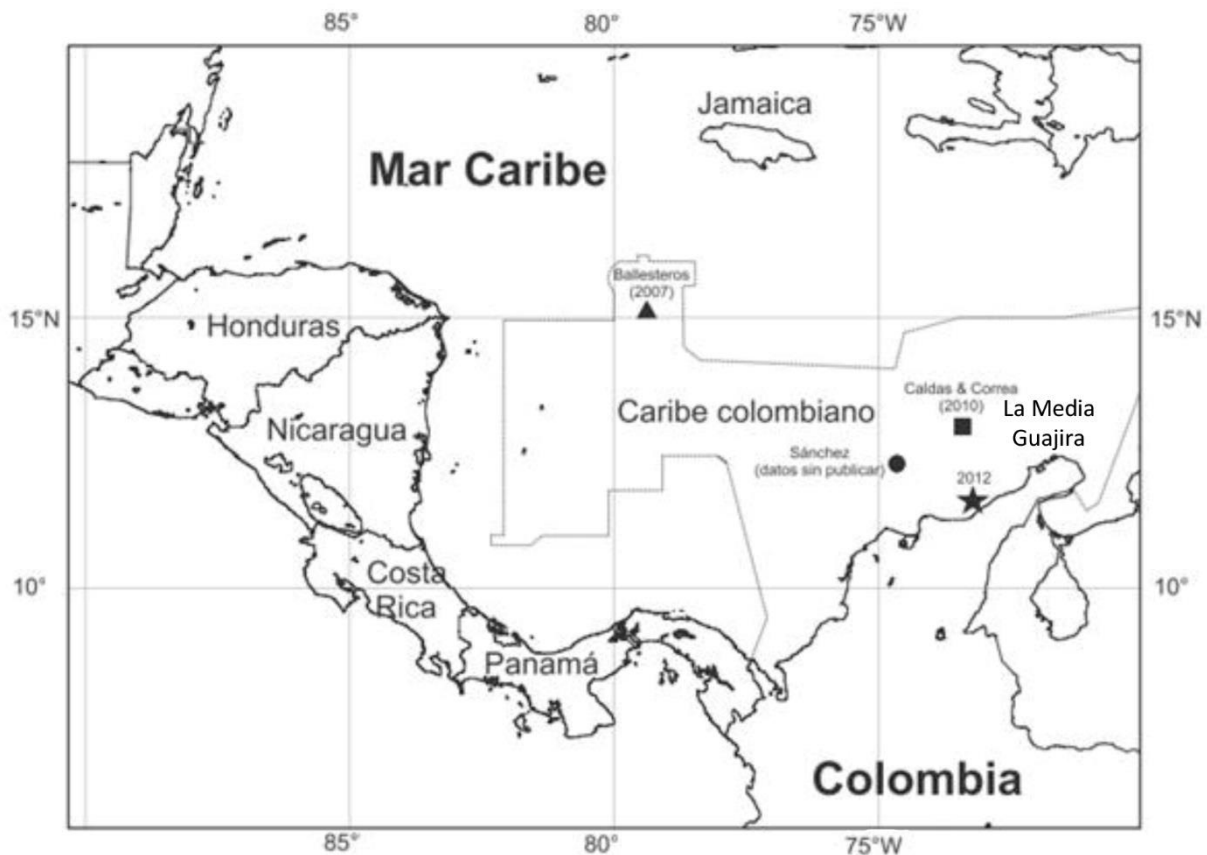 85°
80°
75°W
Jamaica
Mar Caribe
Ballesteros
(2007)
15°N
15°N
Honduras
Caldas & Correa
(2010)
La Media
Guajira
Caribe colombiano
Nicaragua
Sánchez
(datos sin publicar)
2012
10°
10°
Costa
Rica
Panamá
Colombia
85°
80°
75°W